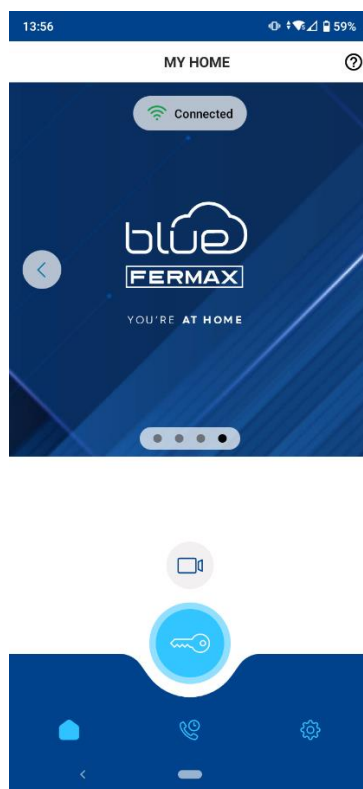 13:56
59%
MY HOME
Connected
blue
FERMAX
YOU'RE AT HOME